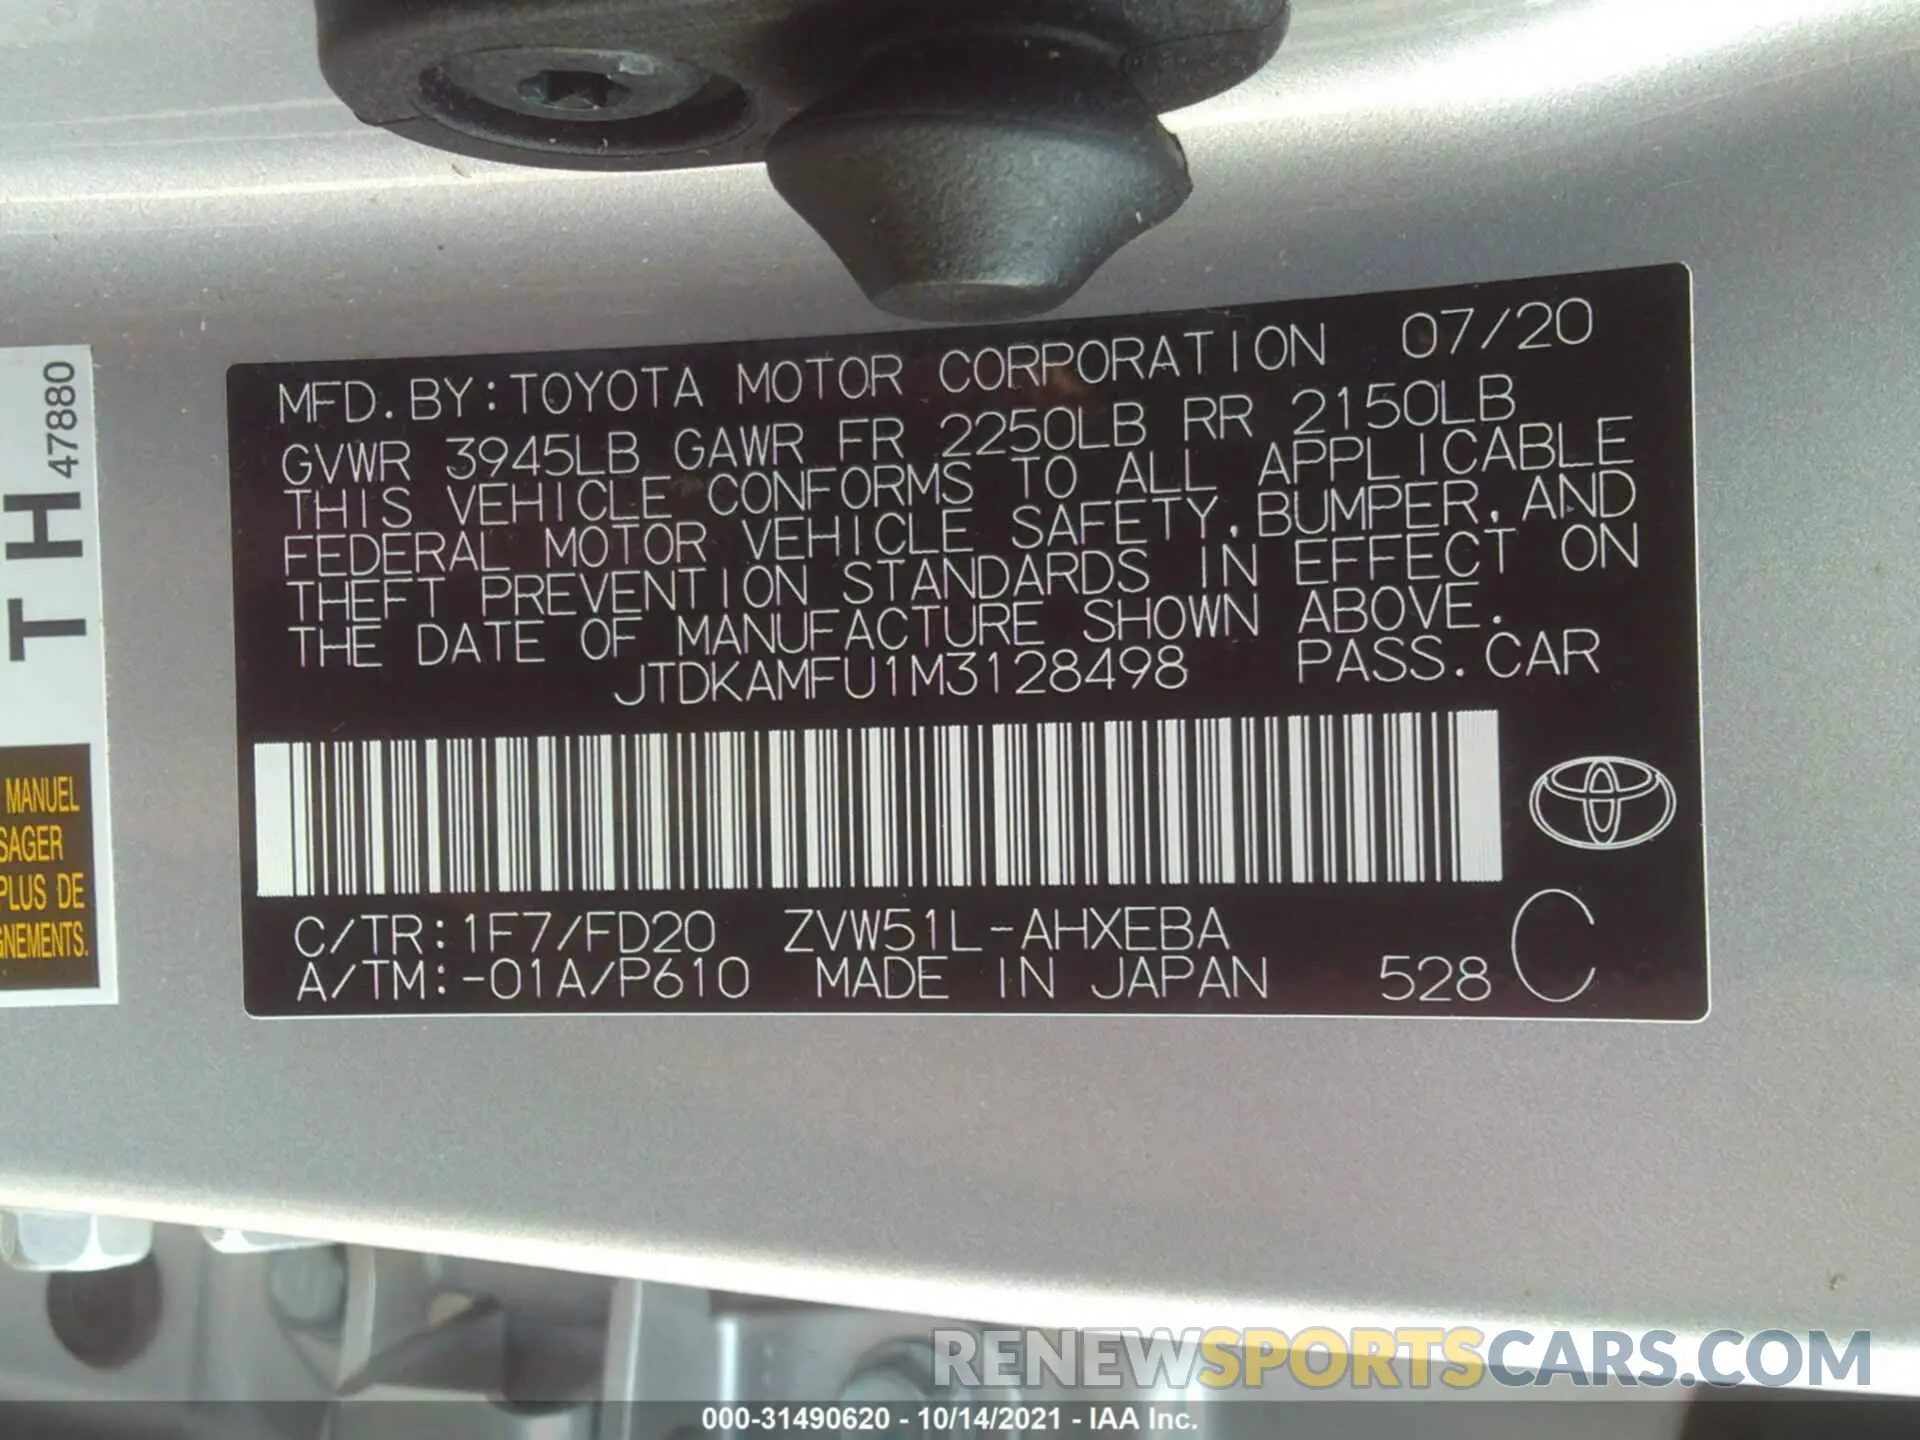 MFD. BY: TOYOTA MOTOR CORPORATION 07/20
GVWR 3945LB GAWR FR 2250LB RR 2150LB
THIS VEHICLE CONFORMS TO ALL APPLICABLE
FEDERAL MOTOR VEHICLE SAFETY, BUMPER, AND
THEFT PREVENTION STANDARDS IN EFFECT ON
THE DATE OF MANUFACTURE SHOWN ABOVE.
JTDKAMFU1M3128498 PASS. CAR
C/TR: 1F7/FD20 ZVW51L-AHXEBA
A/TM: -01A/P610 MADE IN JAPAN 528 C
TH 47880
MANUEL
SAGER
PLUS DE
GNEMENTS.
RENEWSPORTSCARS.COM
000-31490620 - 10/14/2021 - IAA Inc.